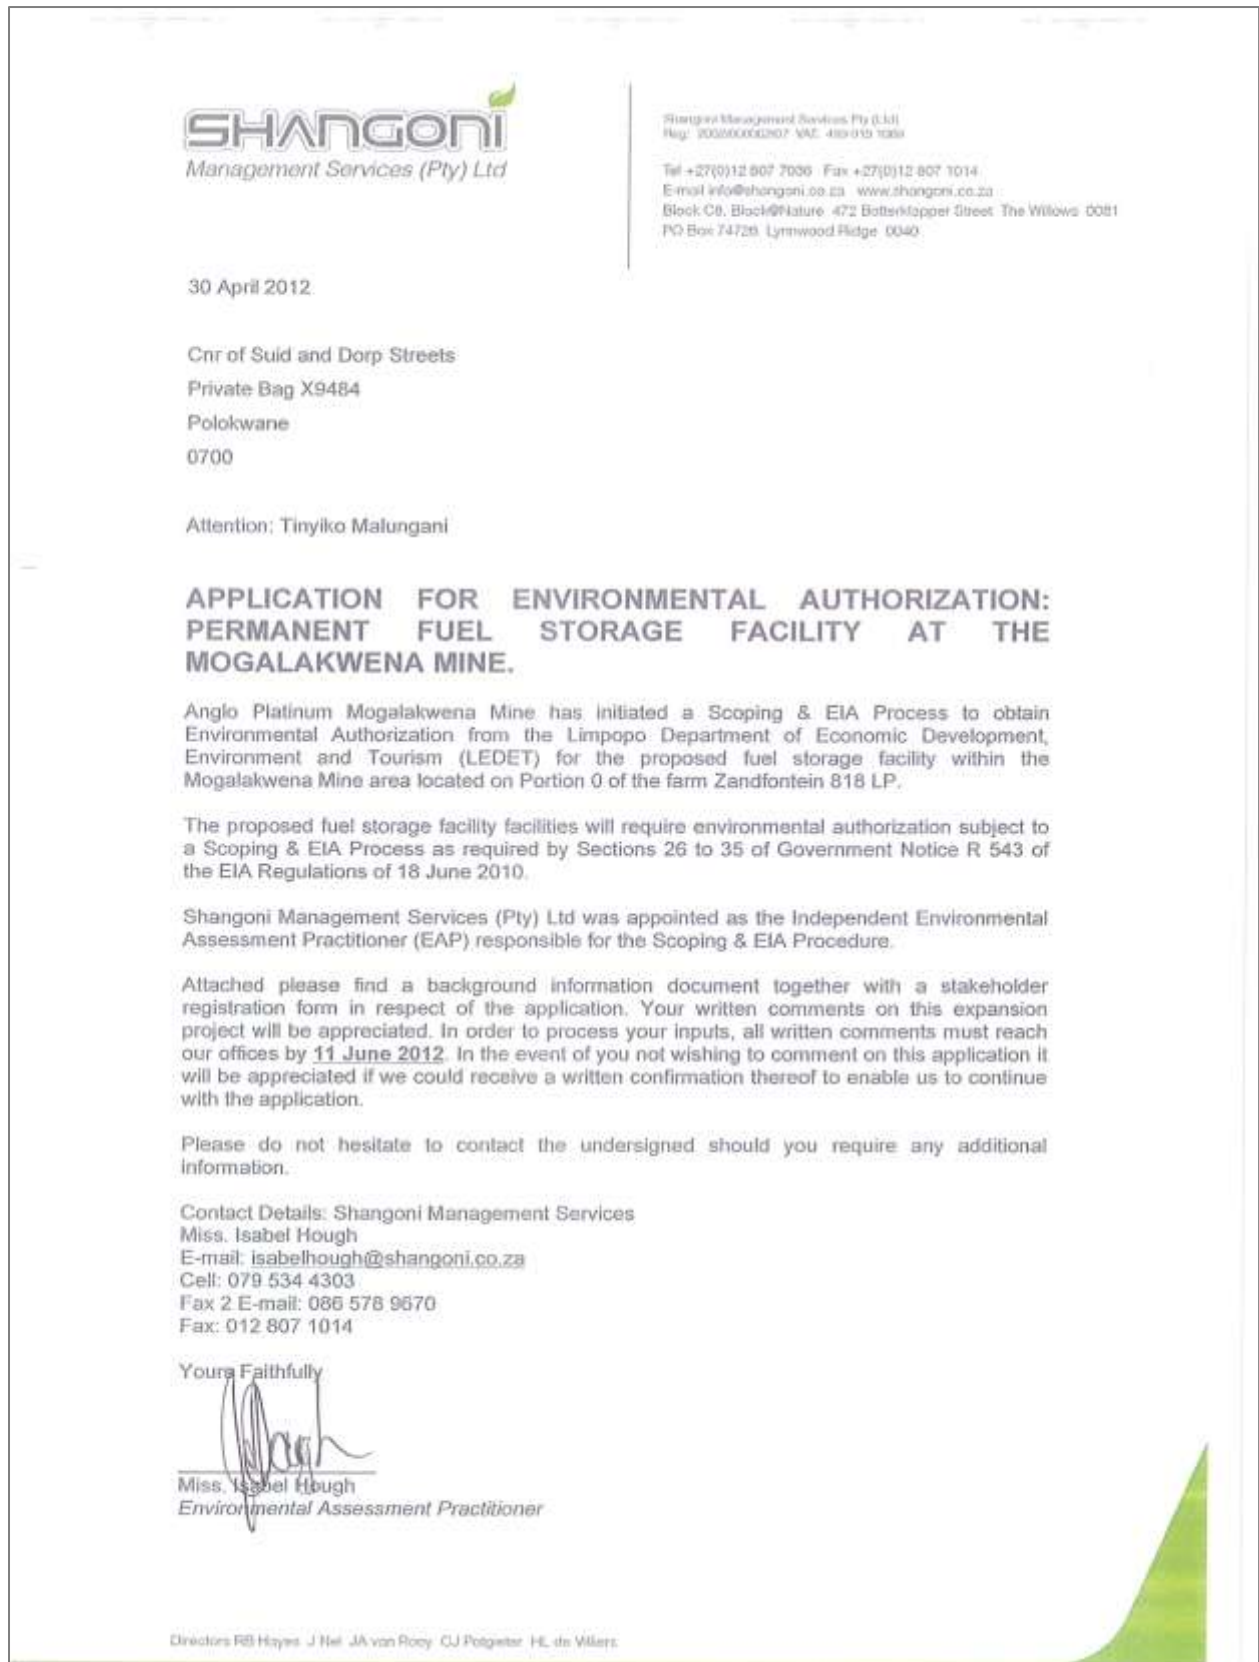 SHANGONI
Management Services (Pty) Ltd
Shangoni Management Services Pty (Ltd)
Tel +27(0)12 807 7036 Fax +27(0)12 807 1014
E-mail info@shangoni.co.za www.shangoni.co.za
Block C8, Block@Nature 472 Botterklapper Street The Willows 0081
PO Box 74726 Lynnwood Ridge 0040
30 April 2012
Cnr of Suid and Dorp Streets
Private Bag X9484
Polokwane
0700
Attention: Tinyiko Malungani
APPLICATION FOR ENVIRONMENTAL AUTHORIZATION:
PERMANENT FUEL STORAGE FACILITY AT THE
MOGALAKWENA MINE.
Anglo Platinum Mogalakwena Mine has initiated a Scoping & EIA Process to obtain
Environmental Authorization from the Limpopo Department of Economic Development,
Environment and Tourism (LEDET) for the proposed fuel storage facility within the
Mogalakwena Mine area located on Portion 0 of the farm Zandfontein 818 LP.
The proposed fuel storage facility facilities will require environmental authorization subject to
a Scoping & EIA Process as required by Sections 26 to 35 of Government Notice R 543 of
the EIA Regulations of 18 June 2010.
Shangoni Management Services (Pty) Ltd was appointed as the Independent Environmental
Assessment Practitioner (EAP) responsible for the Scoping & EIA Procedure.
Attached please find a background information document together with a stakeholder
registration form in respect of the application. Your written comments on this expansion
project will be appreciated. In order to process your inputs, all written comments must reach
our offices by 11 June 2012. In the event of you not wishing to comment on this application it
will be appreciated if we could receive a written confirmation thereof to enable us to continue
with the application.
Please do not hesitate to contact the undersigned should you require any additional
information.
Contact Details: Shangoni Management Services
Miss. Isabel Hough
E-mail: isabelhough@shangoni.co.za
Cell: 079 534 4303
Fax 2 E-mail: 086 578 9670
Fax: 012 807 1014
Yours Faithfully
Miss. Isabel Hough
Environmental Assessment Practitioner
Directors RB Hayes J Nel JA van Rooy CJ Potgieter HL de Villiers